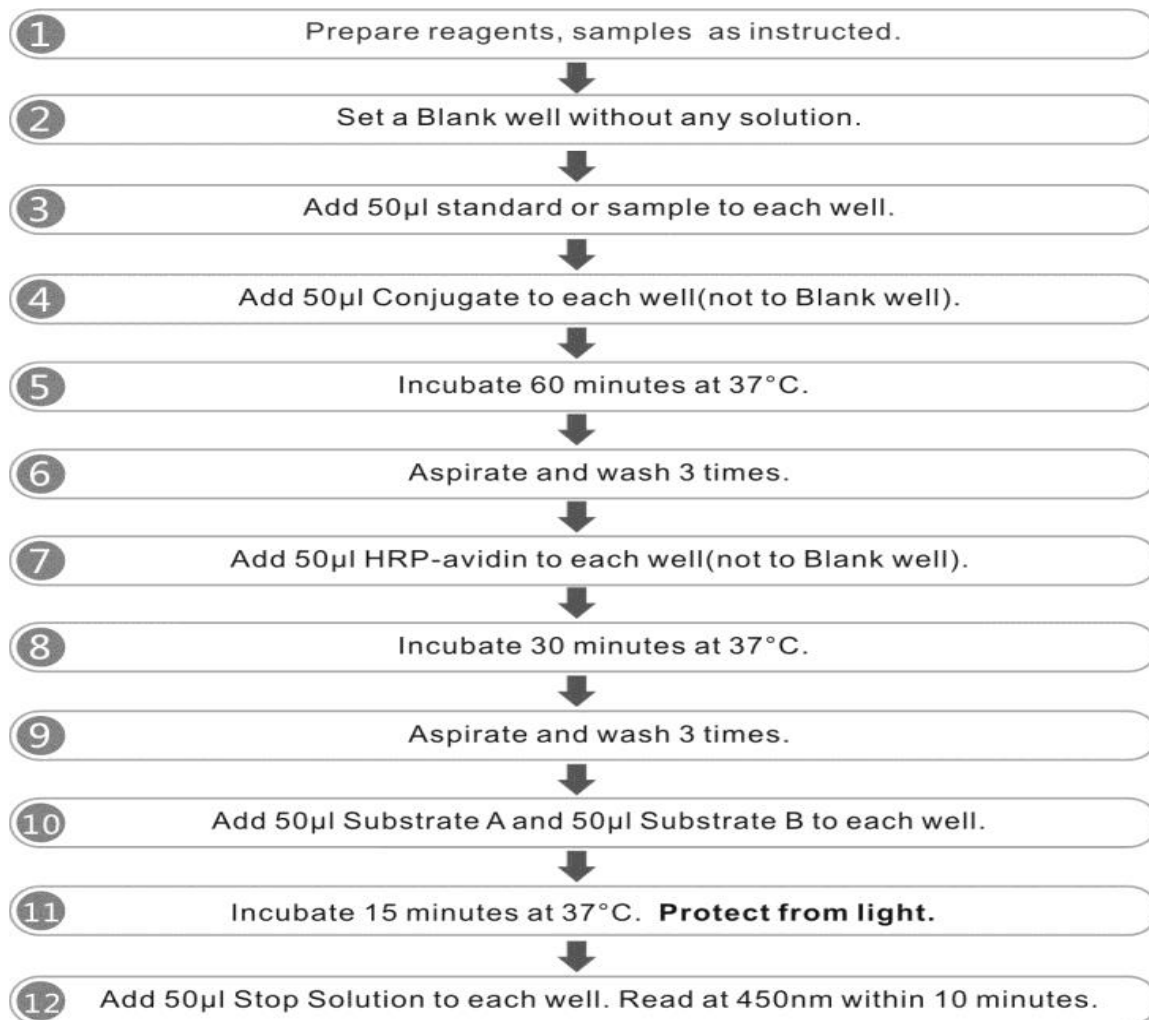 1 Prepare reagents, samples as instructed.
2 Set a Blank well without any solution.
3 Add 50µl standard or sample to each well.
4 Add 50µl Conjugate to each well(not to Blank well).
5 Incubate 60 minutes at 37°C.
6 Aspirate and wash 3 times.
7 Add 50µl HRP-avidin to each well(not to Blank well).
8 Incubate 30 minutes at 37°C.
9 Aspirate and wash 3 times.
10 Add 50µl Substrate A and 50µl Substrate B to each well.
11 Incubate 15 minutes at 37°C. Protect from light.
12 Add 50µl Stop Solution to each well. Read at 450nm within 10 minutes.